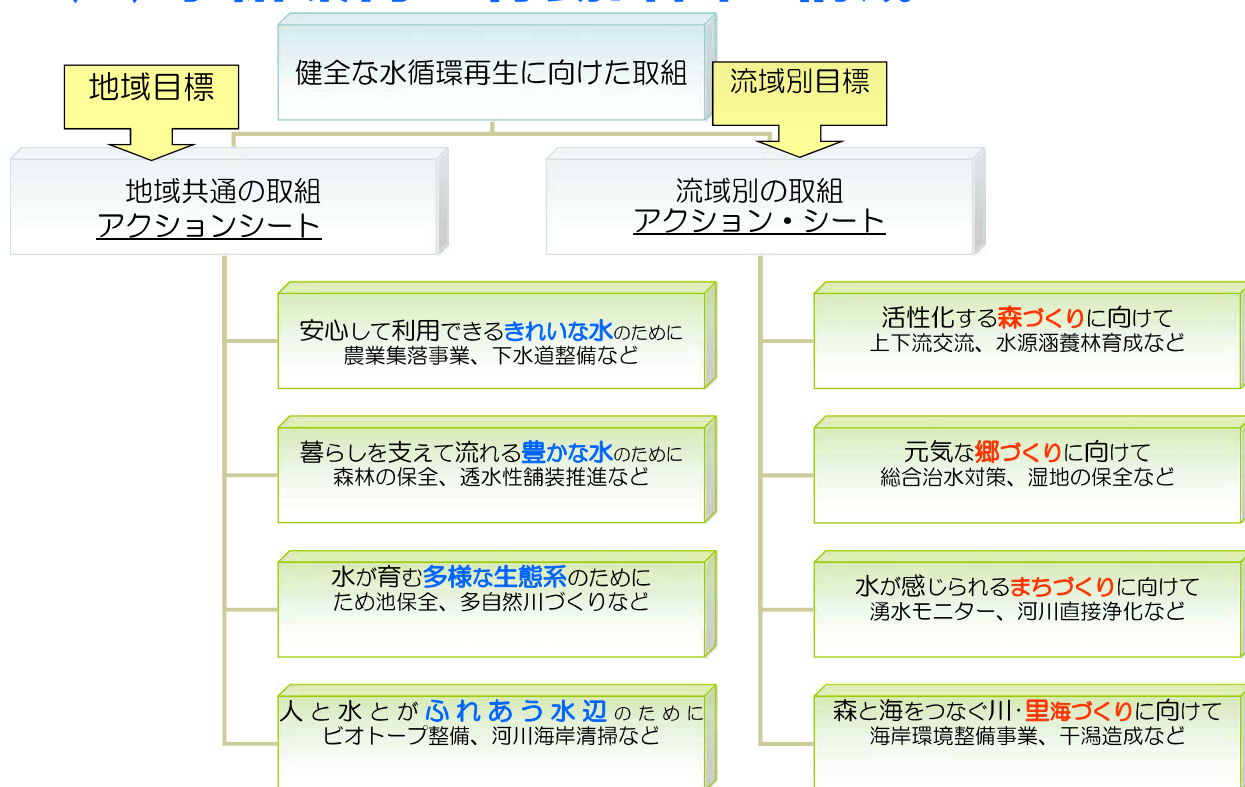 健全な水循環再生に向けた取組
地域目標
流域別目標
地域共通の取組
アクションシート
流域別の取組
アクション・シート
安心して利用できるきれいな水のために
農業集落事業、下水道整備など
暮らしを支えて流れる豊かな水のために
森林の保全、透水性舗装推進など
水が育む多様な生態系のために
ため池保全、多自然川づくりなど
人と水とがふれあう水辺のために
ビオトープ整備、河川海岸清掃など
活性化する森づくりに向けて
上下流交流、水源涵養林育成など
元気な郷づくりに向けて
総合治水対策、湿地の保全など
水が感じられるまちづくりに向けて
湧水モニター、河川直接浄化など
森と海をつなぐ川・里海づくりに向けて
海岸環境整備事業、干潟造成など